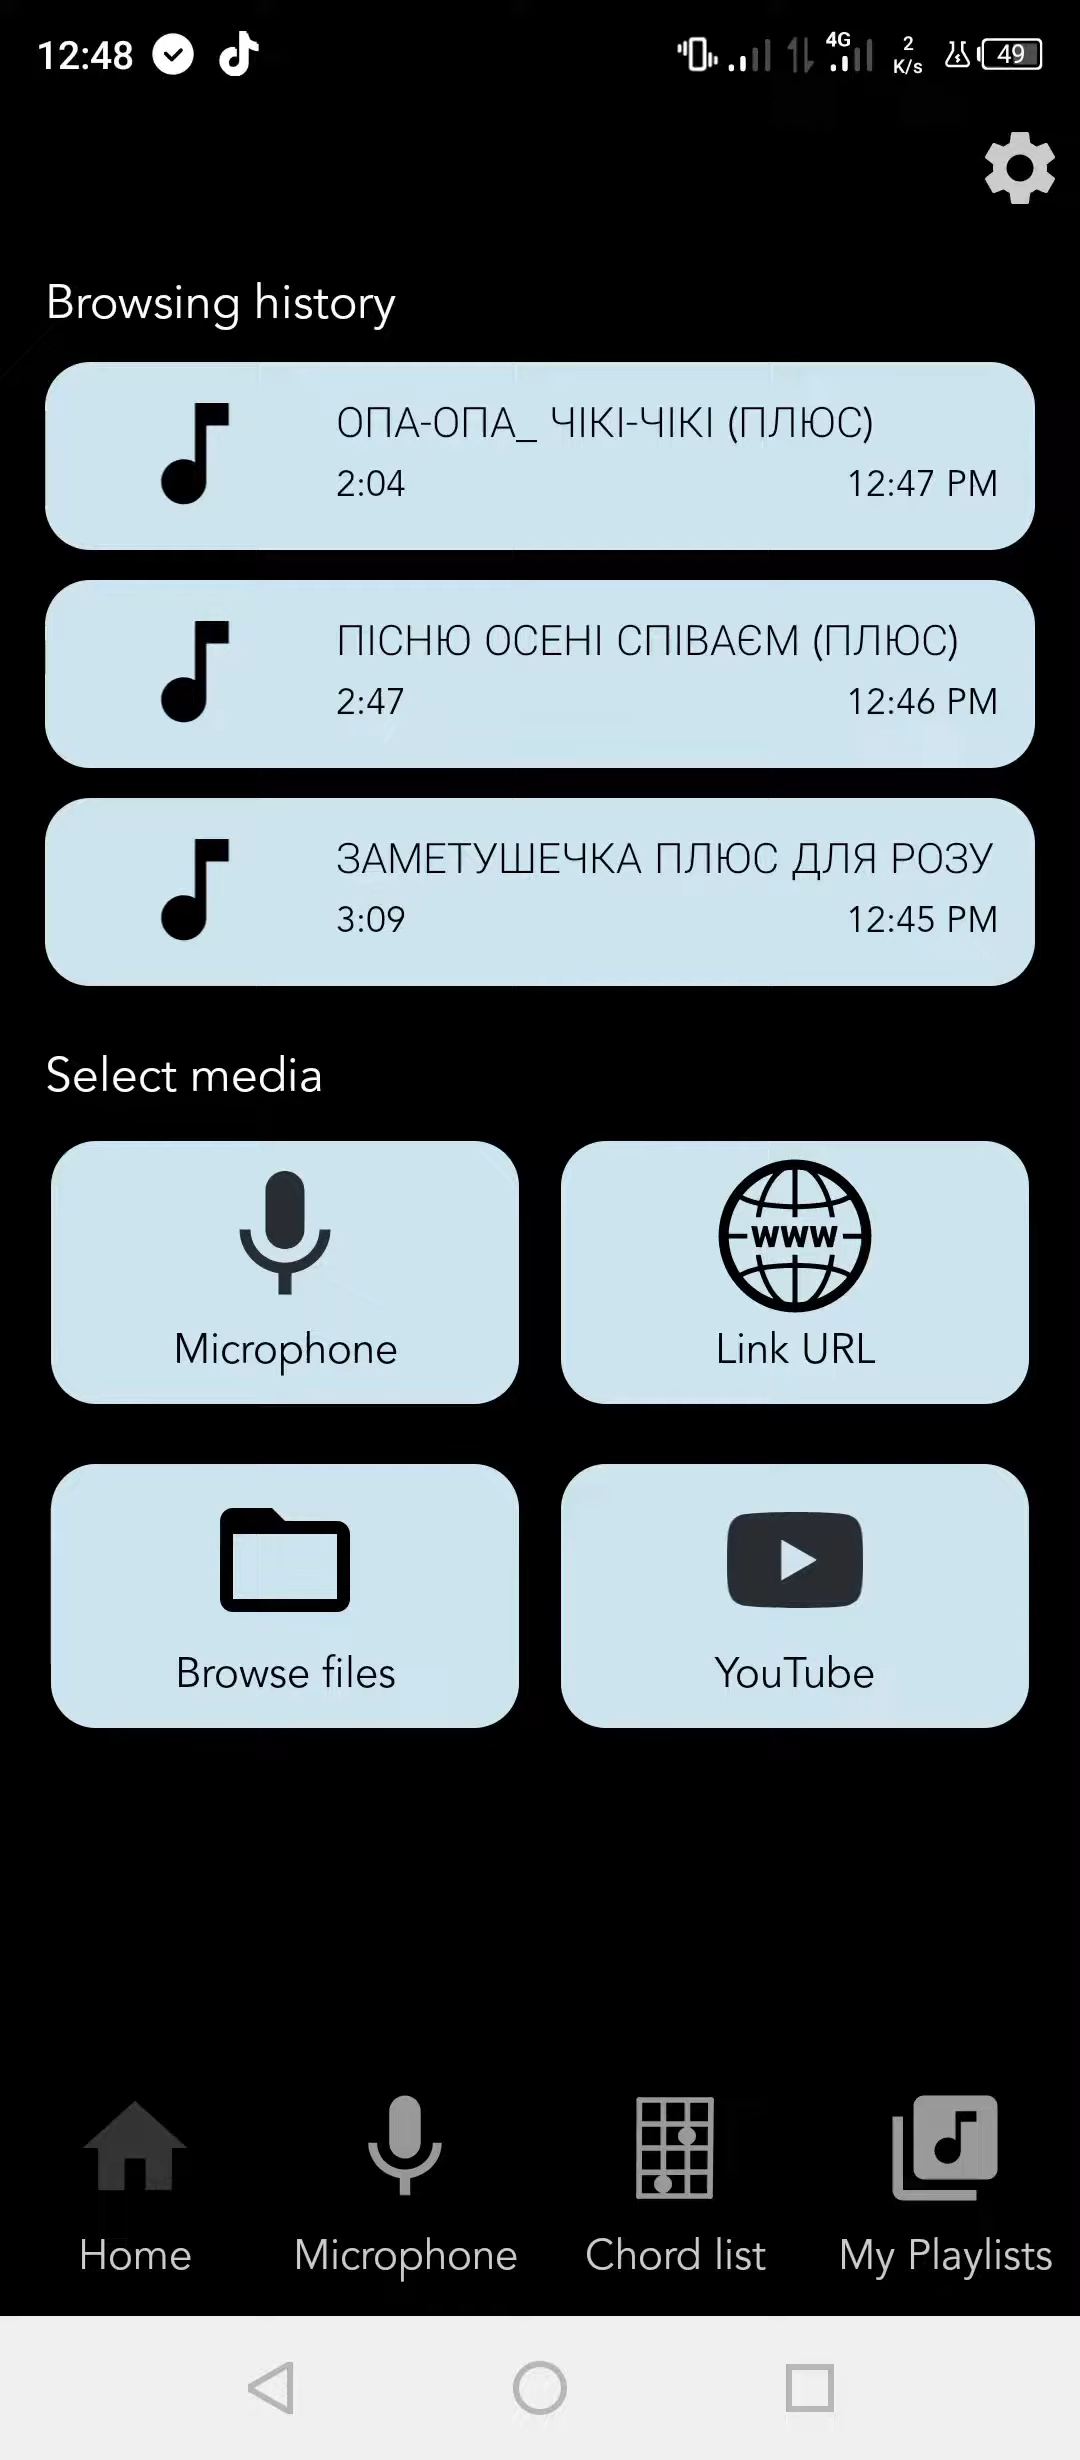 12:48
4G
2
K/s
49
Browsing history
ОПА-ОПА_ ЧІКІ-ЧІКІ (ПЛЮС)
2:04 12:47 PM
ПІСНЮ ОСЕНІ СПІВАЄМ (ПЛЮС)
2:47 12:46 PM
ЗАМЕТУШЕЧКА ПЛЮС ДЛЯ РОЗУ
3:09 12:45 PM
Select media
www
Microphone Link URL
Browse files YouTube
Home Microphone Chord list My Playlists